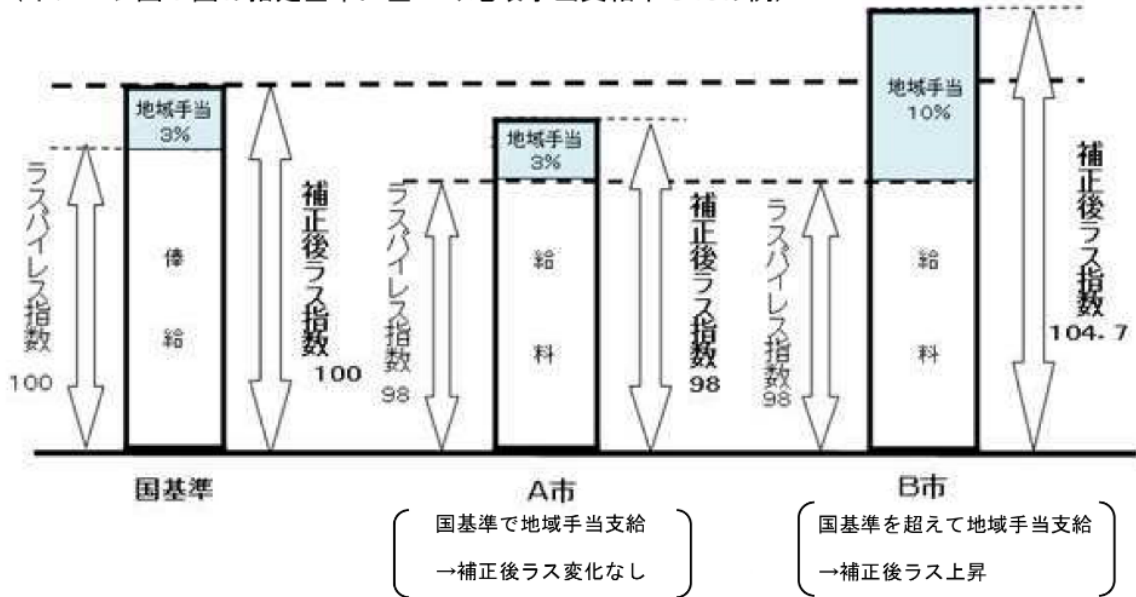 地域手当
3%
ラスパイレス指数
100
俸
給
補正後ラス指数
100
国基準
地域手当
3%
ラスパイレス指数
98
給
料
補正後ラス指数
98
A市
国基準で地域手当支給
→補正後ラス変化なし
地域手当
10%
ラスパイレス指数
98
給
料
補正後ラス指数
104.7
B市
国基準を超えて地域手当支給
→補正後ラス上昇